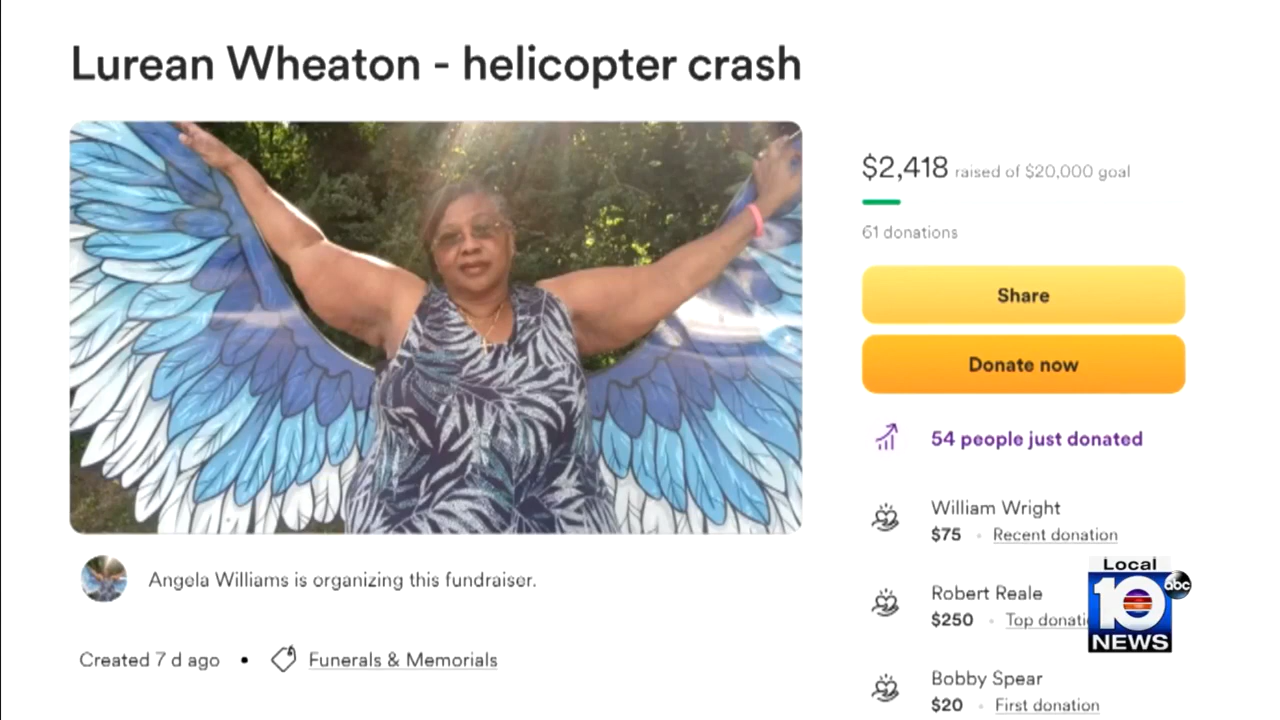 Lurean Wheaton - helicopter crash
$2,418 raised of $20,000 goal
61 donations
Share
Donate now
54 people just donated
William Wright
$75 • Recent donation
Robert Reale
$250 • Top donati
Bobby Spear
$20 • First donation
Angela Williams is organizing this fundraiser.
Created 7 d ago • Funerals & Memorials
Local
10
abc
NEWS